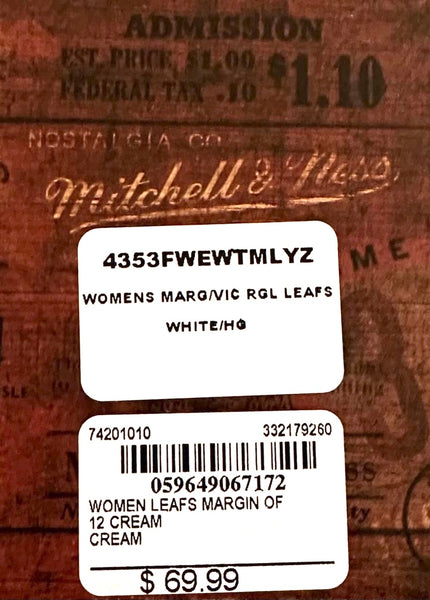 ADMISSION
EST. PRICE $1.00
FEDERAL TAX .10
$1.10
NOSTALGIA CO.
Mitchell & Ness
ME
4353FWEWTMLYZ
WOMENS MARG/VIC RGL LEAFS
WHITE/HG
74201010 332179260
059649067172
WOMEN LEAFS MARGIN OF
12 CREAM
CREAM
$ 69.99